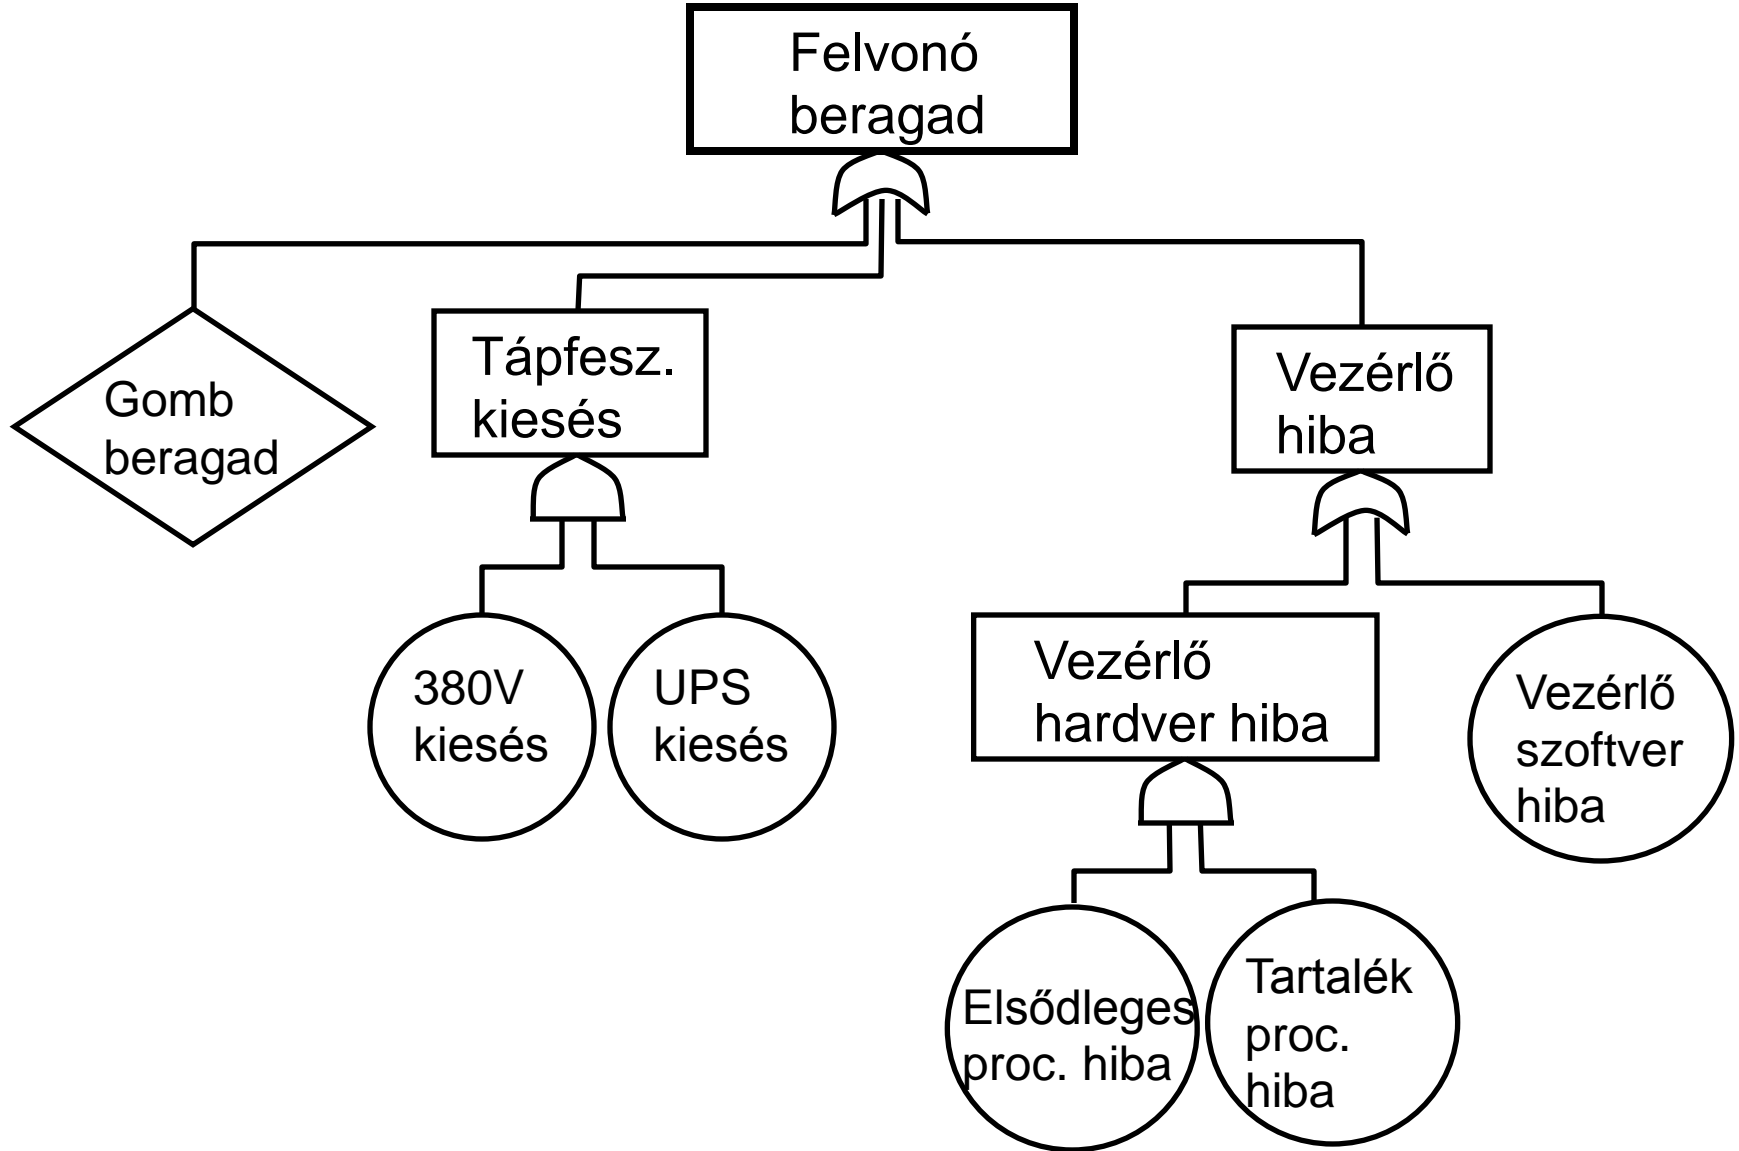 Felvonó
beragad
Gomb
beragad
Tápfesz.
kiesés
Vezérlő
hiba
380V
kiesés
UPS
kiesés
Vezérlő
hardver hiba
Vezérlő
szoftver
hiba
Elsődleges
proc. hiba
Tartalék
proc.
hiba